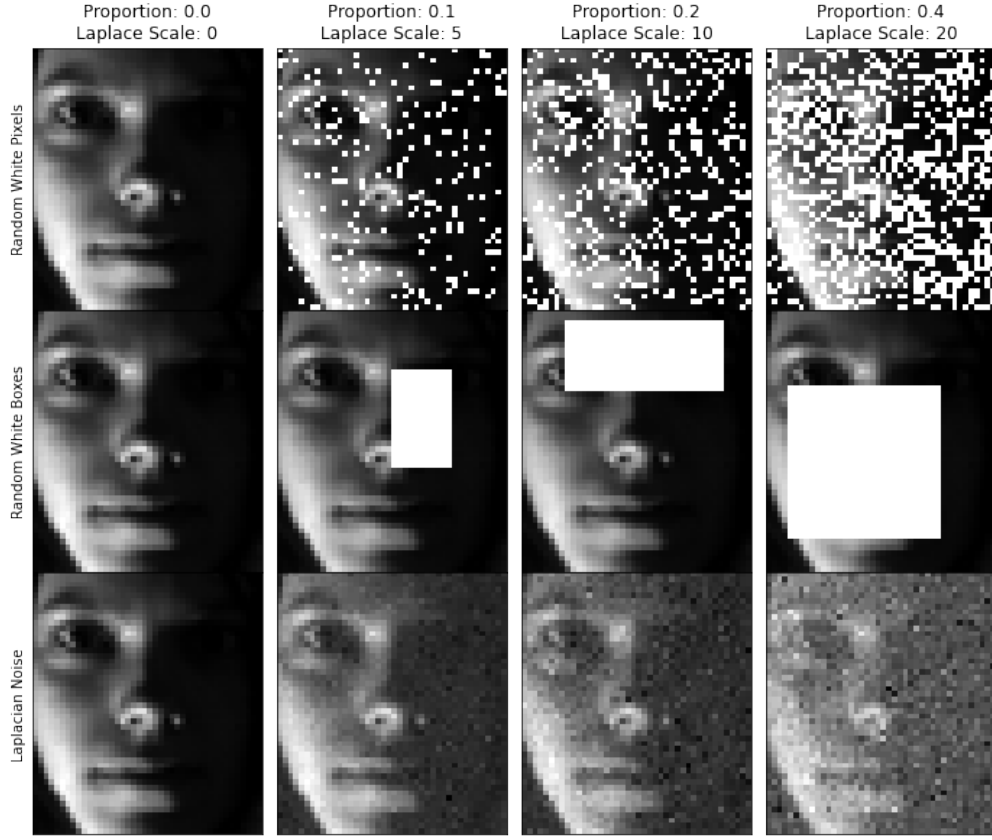 Proportion: 0.0
Laplace Scale: 0
Proportion: 0.1
Laplace Scale: 5
Proportion: 0.2
Laplace Scale: 10
Proportion: 0.4
Laplace Scale: 20
Random White Pixels
Random White Boxes
Laplacian Noise